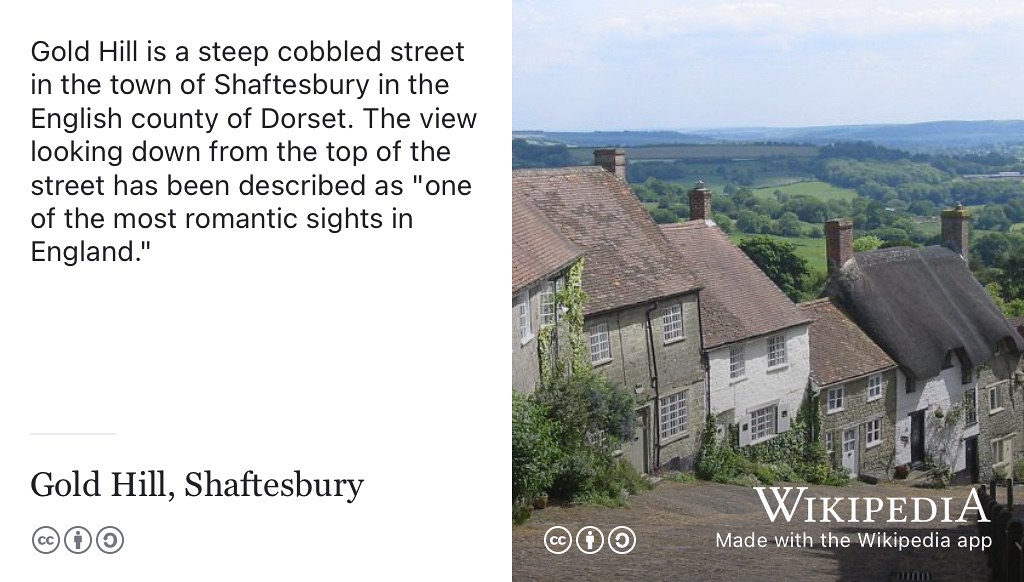 Gold Hill is a steep cobbled street
in the town of Shaftesbury in the
English county of Dorset. The view
looking down from the top of the
street has been described as "one
of the most romantic sights in
England."
Gold Hill, Shaftesbury
cc
cc
WIKIPEDIA
Made with the Wikipedia app